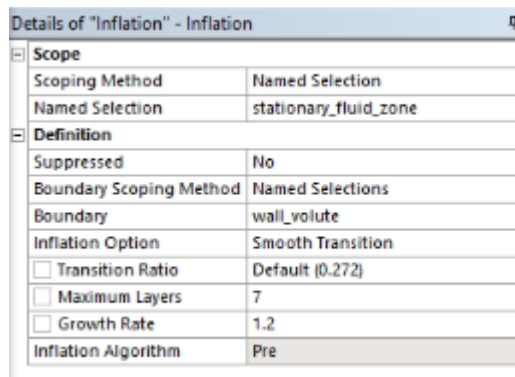 Details of "Inflation" - Inflation
Scope
Scoping Method Named Selection
Named Selection stationary_fluid_zone
Definition
Suppressed No
Boundary Scoping Method Named Selections
Boundary wall_volute
Inflation Option Smooth Transition
Transition Ratio Default (0.272)
Maximum Layers 7
Growth Rate 1.2
Inflation Algorithm Pre